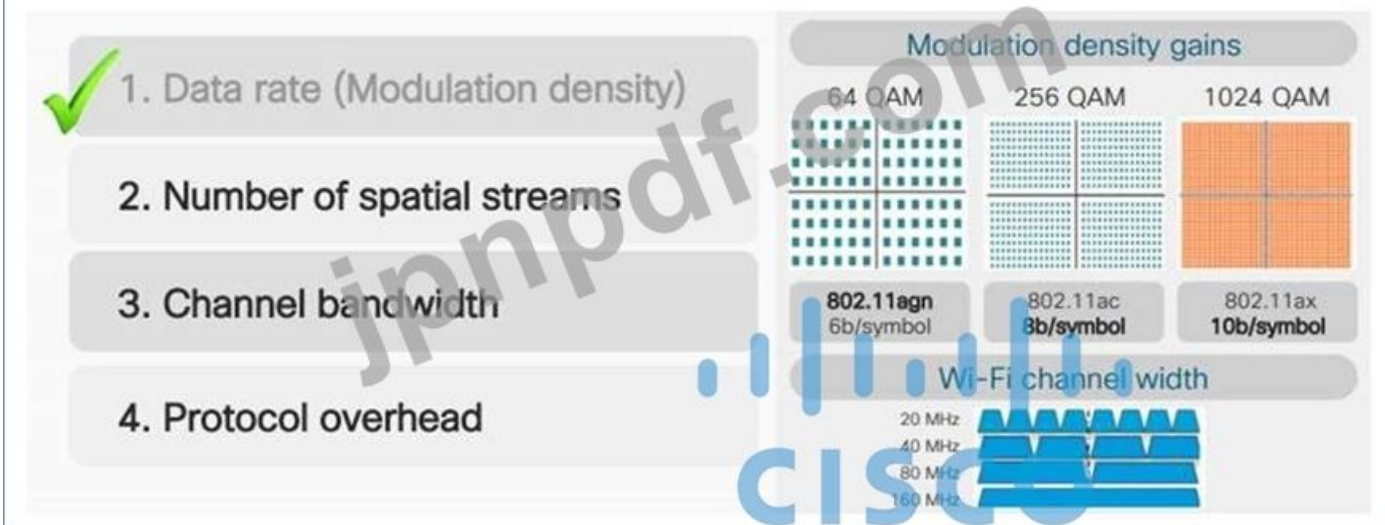 1. Data rate (Modulation density)
2. Number of spatial streams
3. Channel bandwidth
4. Protocol overhead
Modulation density gains
64 QAM 256 QAM 1024 QAM
802.11agn 802.11ac 802.11ax
6b/symbol 8b/symbol 10b/symbol
Wi-Fi channel width
20 MHz
40 MHz
80 MHz
160 MHz
jpnpdf.com
CISCO